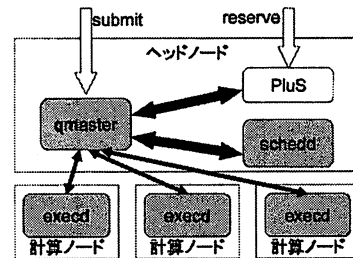 submit
reserve
ヘッドノード
PluS
qmaster
schedd
execd
execd
execd
計算ノード
計算ノード
計算ノード